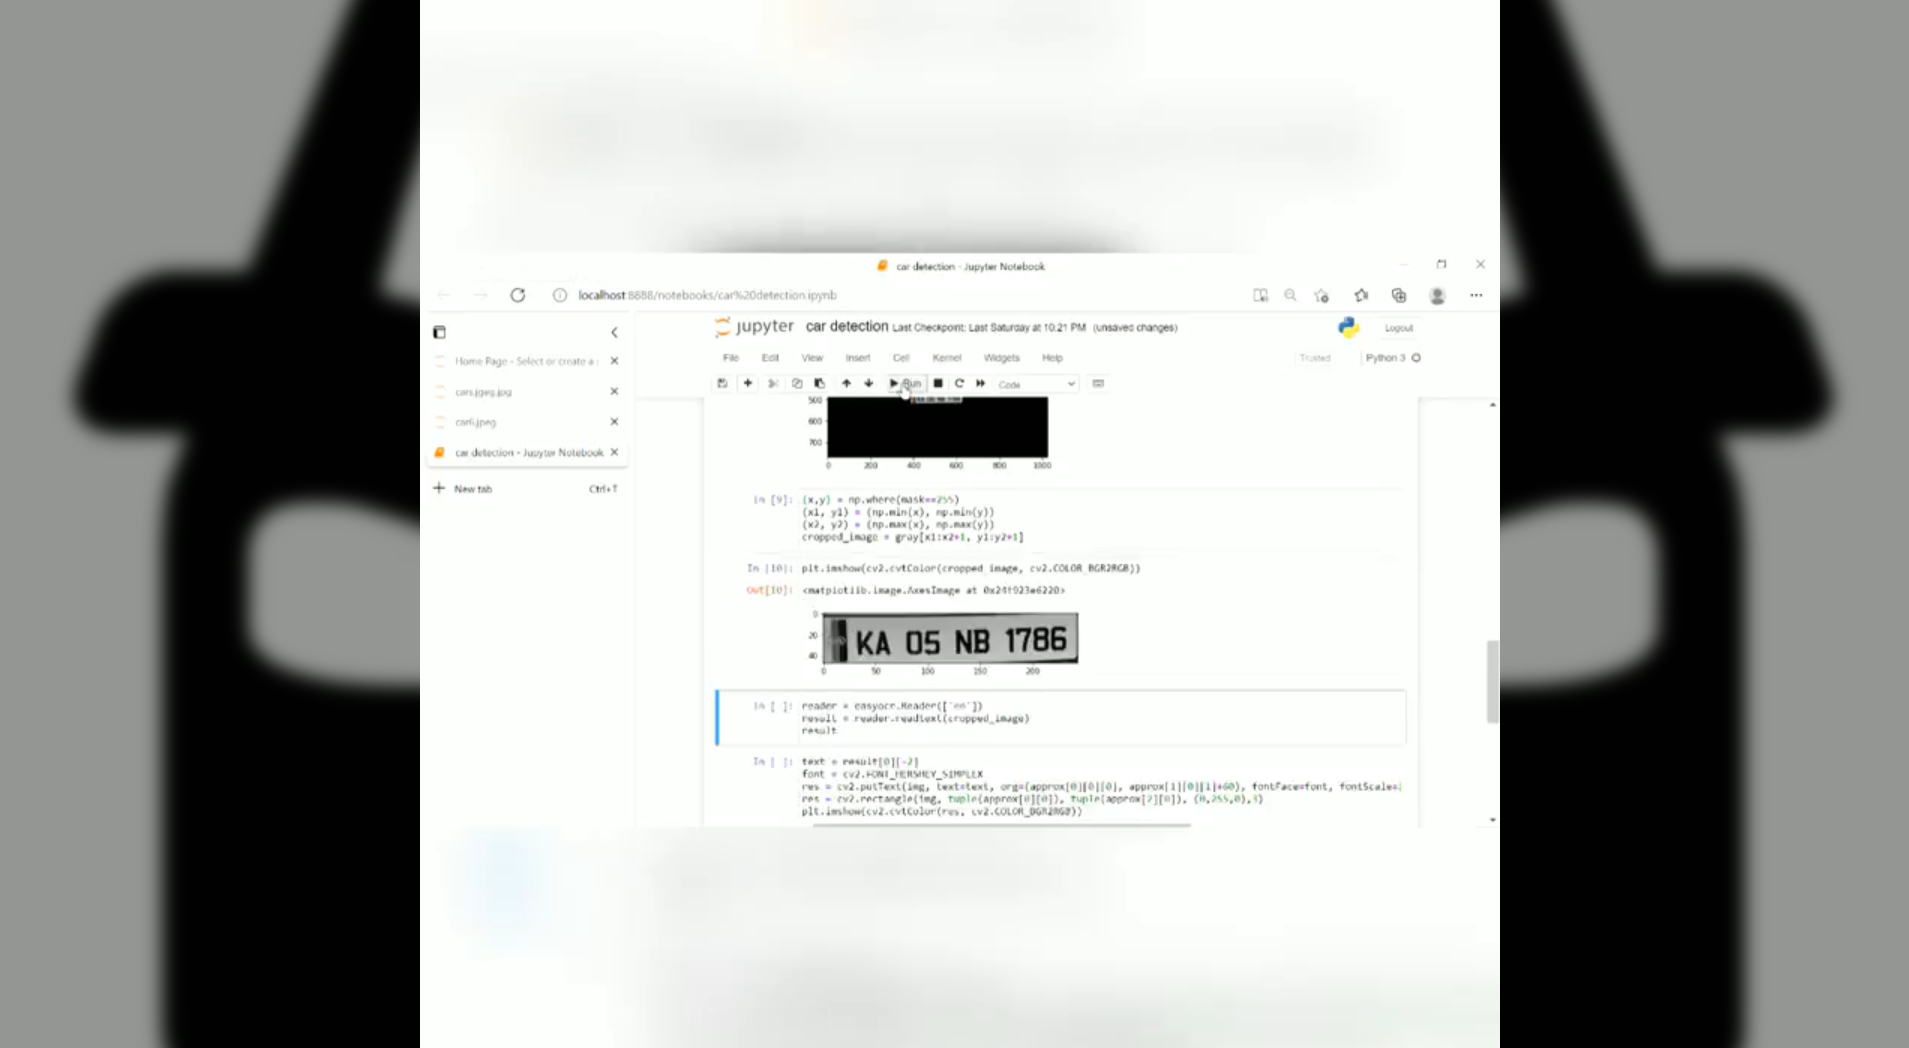 car detection - Jupyter Notebook
localhost:8888/notebooks/car%20detection.ipynb
jupyter car detection Last Checkpoint: Last Saturday at 10:21 PM (unsaved changes)
Logout
Home Page - Select or create a
cars.jgeg.jpg
car6.jpeg
car detection - Jupyter Notebook
New tab Ctrl+T
File Edit View Insert Cell Kernel Widgets Help
Trusted Python 3
Run Code
500
600
700
0 200 400 600 800 1000
In [9]: (x,y) = np.where(mask==255)
(x1, y1) = (np.min(x), np.min(y))
(x2, y2) = (np.max(x), np.max(y))
cropped_image = gray[x1:x2+1, y1:y2+1]
In [10]: plt.imshow(cv2.cvtColor(cropped_image, cv2.COLOR_BGR2RGB))
Out[10]: <matplotlib.image.AxesImage at 0x24f923e6220>
0
20
40
KA 05 NB 1786
0 50 100 150 200
In [ ]: reader = easyocr.Reader(['en'])
result = reader.readtext(cropped_image)
result
In [ ]: text = result[0][-2]
font = cv2.FONT_HERSHEY_SIMPLEX
res = cv2.putText(img, text=text, org=(approx[0][0][0], approx[1][0][1]+60), fontFace=font, fontScale=
res = cv2.rectangle(img, tuple(approx[0][0]), tuple(approx[2][0]), (0,255,0),3)
plt.imshow(cv2.cvtColor(res, cv2.COLOR_BGR2RGB))